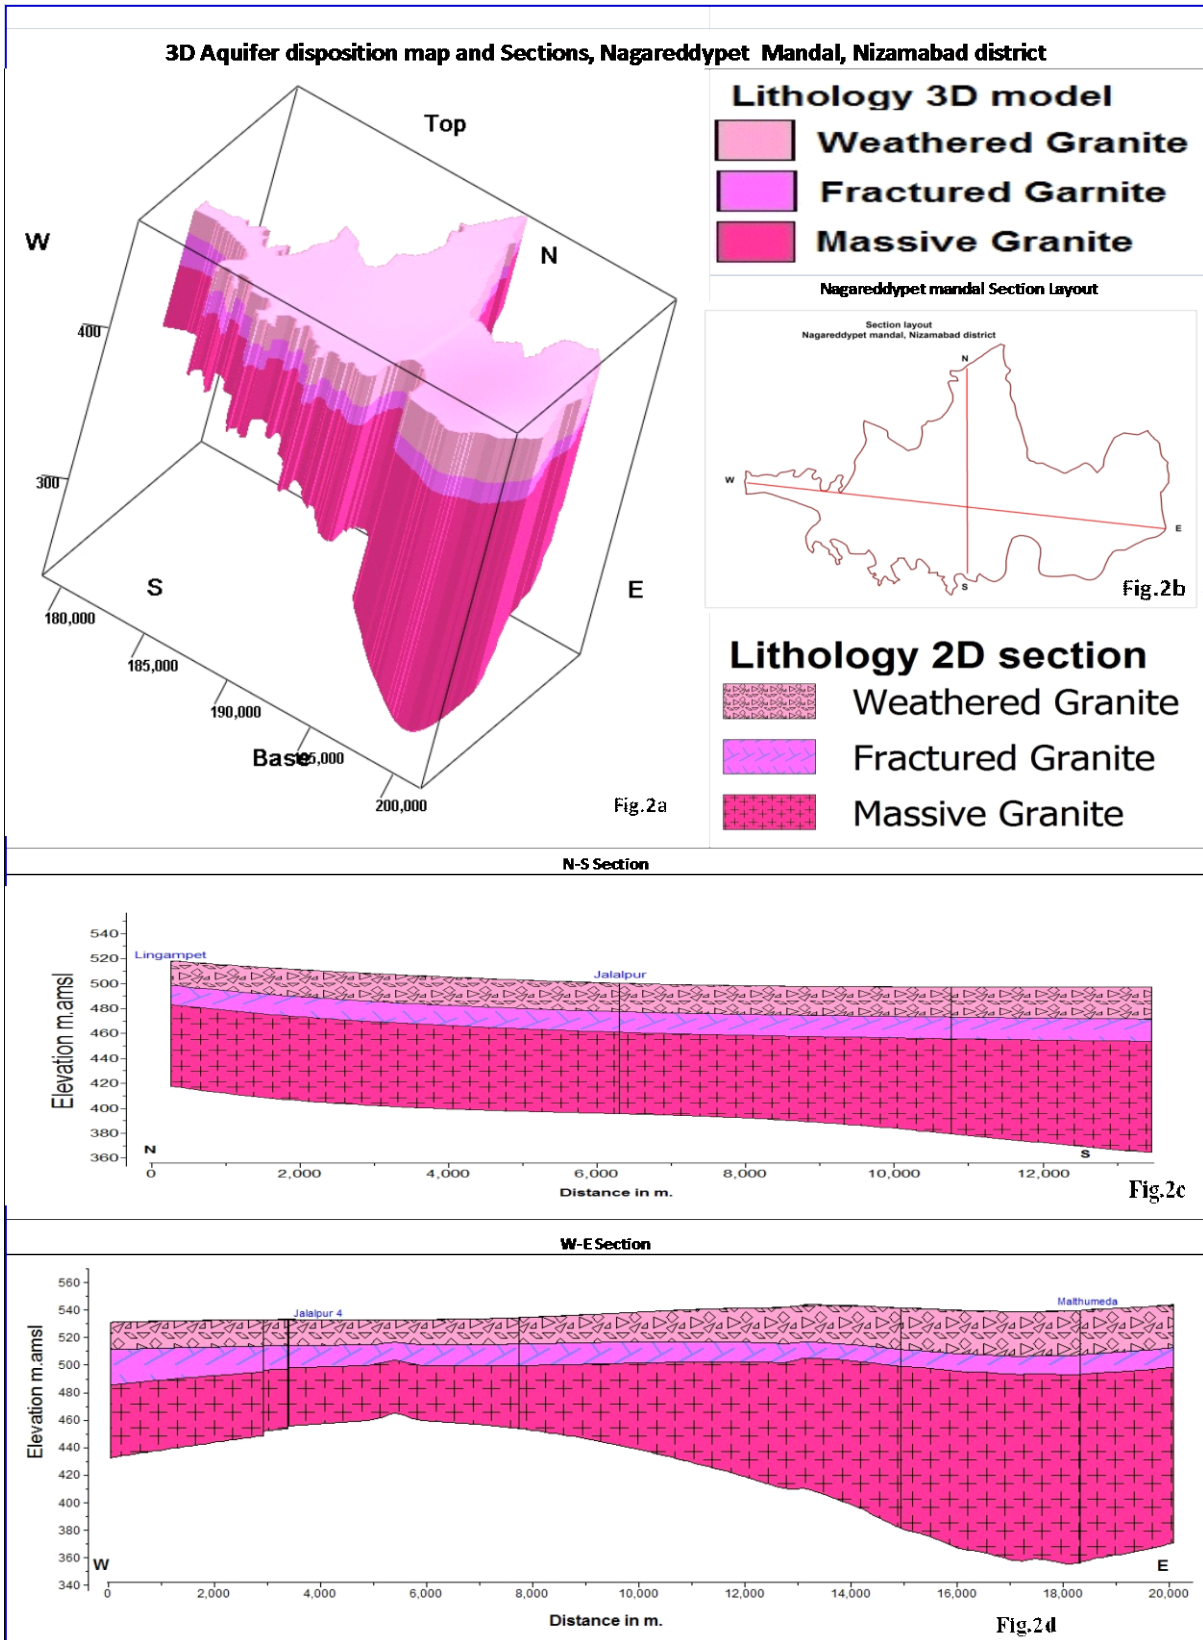 3D Aquifer disposition map and Sections, Nagareddypet Mandal, Nizamabad district
Top
W
N
400
300
S
E
180,000
185,000
190,000
Base
200,000
Fig.2a
Lithology 3D model
Weathered Granite
Fractured Garnite
Massive Granite
Nagareddypet mandal Section Layout
Section layout
Nagareddypet mandal, Nizamabad district
N
W
E
S
Fig.2b
Lithology 2D section
Weathered Granite
Fractured Granite
Massive Granite
N-S Section
Elevation m.amsl
540
520
500
480
460
440
420
400
380
360
Lingampet
Jalalpur
N
S
0 2,000 4,000 6,000 8,000 10,000 12,000
Distance in m.
Fig.2c
W-E Section
Elevation m.amsl
560
540
520
500
480
460
440
420
400
380
360
340
Jalalpur 4
Malthumeda
W
E
0 2,000 4,000 6,000 8,000 10,000 12,000 14,000 16,000 18,000 20,000
Distance in m.
Fig.2d